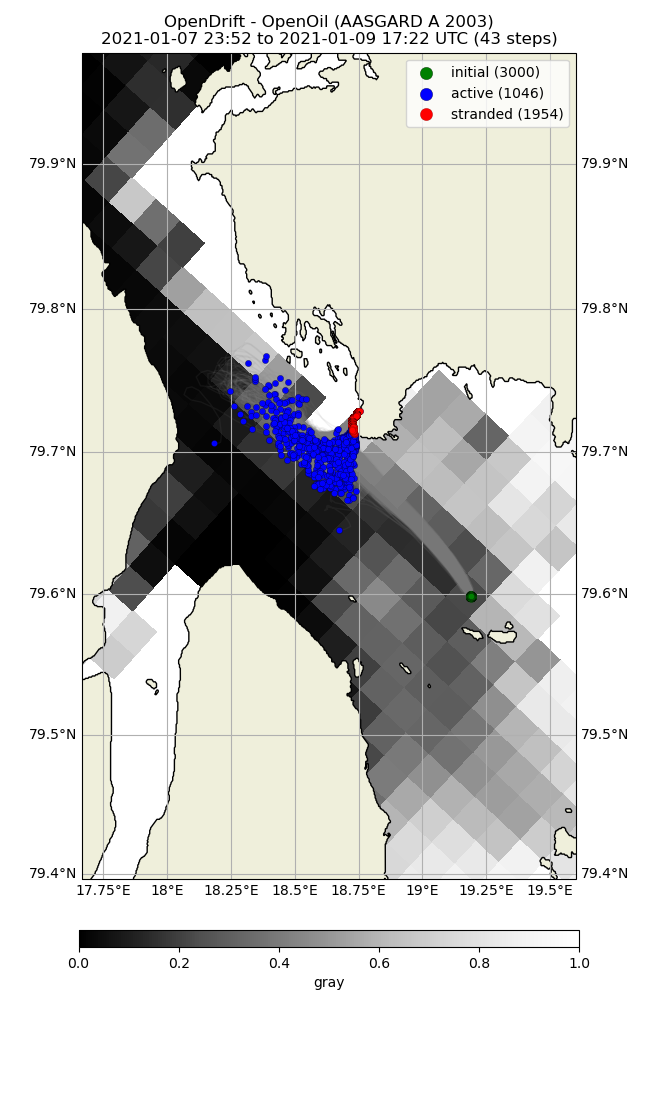 OpenDrift - OpenOil (AASGARD A 2003)
2021-01-07 23:52 to 2021-01-09 17:22 UTC (43 steps)
initial (3000)
active (1046)
stranded (1954)
79.9°N 79.9°N
79.8°N 79.8°N
79.7°N 79.7°N
79.6°N 79.6°N
79.5°N 79.5°N
79.4°N 79.4°N
17.75°E 18°E 18.25°E 18.5°E 18.75°E 19°E 19.25°E 19.5°E
0.0 0.2 0.4 0.6 0.8 1.0
gray